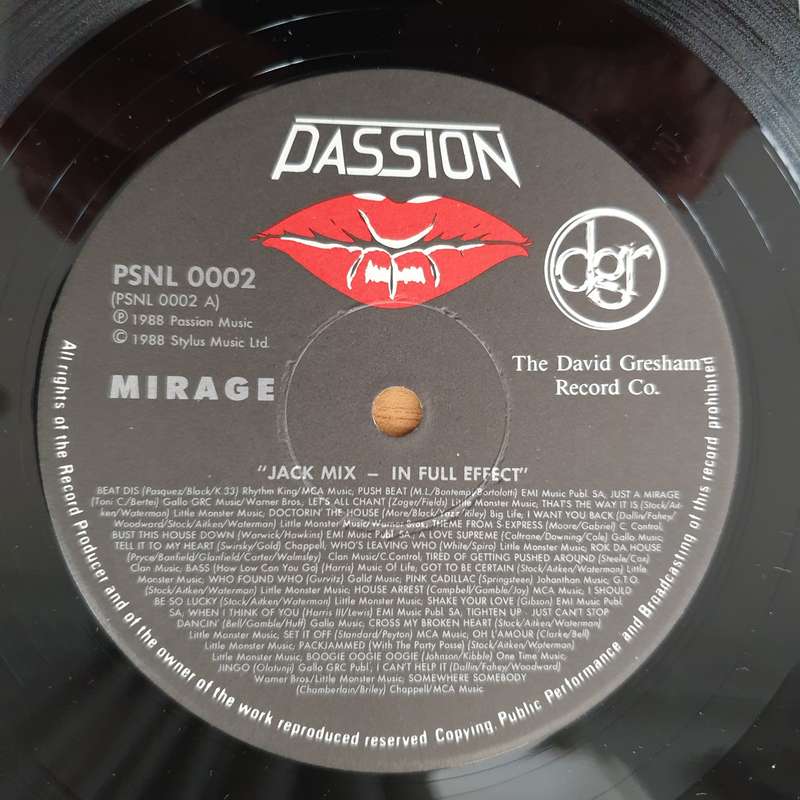 PASSION
dgr
PSNL 0002
(PSNL 0002 A)
Ⓟ 1988 Passion Music
© 1988 Stylus Music Ltd.
MIRAGE
The David Gresham
Record Co.
"JACK MIX – IN FULL EFFECT"
BEAT DIS (Pasquez/Black/K.33) Rhythm King/MCA Music, PUSH BEAT (M.L/Bontemp/Bortolotti) EMI Music Publ. SA, JUST A MIRAGE
(Toni C./Bertei) Gallo GRC Music/Warner Bros., LET'S ALL CHANT (Zager/Fields) Little Monster Music, THAT'S THE WAY IT IS (Stock/Ait-
ken/Waterman) Little Monster Music, DOCTORIN' THE HOUSE (More/Black/Yazz/Riley) Big Life, I WANT YOU BACK (Dallin/Fahey/
Woodward/Stock/Aitken/Waterman) Little Monster Music/Warner Bros, THEME FROM S-EXPRESS (Moore/Gabriel) C. Control,
BUST THIS HOUSE DOWN (Warwick/Hawkins) EMI Music Publ. SA, A LOVE SUPREME (Coltrane/Downing/Cole) Gallo Music,
TELL IT TO MY HEART (Swirsky/Gold) Chappell, WHO'S LEAVING WHO (White/Spiro) Gallo Music, ROK DA HOUSE
(Pryce/Banfield/Glanfield/Carter/Walmsley) Clan Music/C.Control, TIRED OF GETTING PUSHED AROUND (Steele/Cox)
Clan Music, BASS (How Low Can You Go) (Harris) Music Of Life, GOT TO BE CERTAIN (Stock/Aitken/Waterman) Little
Monster Music, WHO FOUND WHO (Gurvitz) Gallo Music, PINK CADILLAC (Springsteen) Johanthan Music, G.T.O.
(Stock/Aitken/Waterman) Little Monster Music, HOUSE ARREST (Campbell/Gamble/Joy) MCA Music, I SHOULD
BE SO LUCKY (Stock/Aitken/Waterman) Little Monster Music, SHAKE YOUR LOVE (Gibson) EMI Music Publ.
SA, WHEN I THINK OF YOU (Harris III/Lewis) EMI Music Publ. SA, TIGHTEN UP - JUST CAN'T STOP
DANCIN' (Bell/Gamble/Huff) Gallo Music, CROSS MY BROKEN HEART (Stock/Aitken/Waterman)
Little Monster Music, SET IT OFF (Standard/Peyton) MCA Music, OH L'AMOUR (Clarke/Bell)
Little Monster Music, PACKJAMMED (With The Party Posse) (Stock/Aitken/Waterman)
Little Monster Music, BOOGIE OOGIE OOGIE (Johnson/Kibble) One Time Music,
JINGO (Olatunji) Gallo GRC Publ., I CAN'T HELP IT (Dallin/Fahey/Woodward)
Warner Bros/Little Monster Music, SOMEWHERE SOMEBODY
(Chamberlain/Briley) Chappell/MCA Music
All rights of the Record Producer and of the owner of the work reproduced reserved. Copying, Public Performance and Broadcasting of this record prohibited